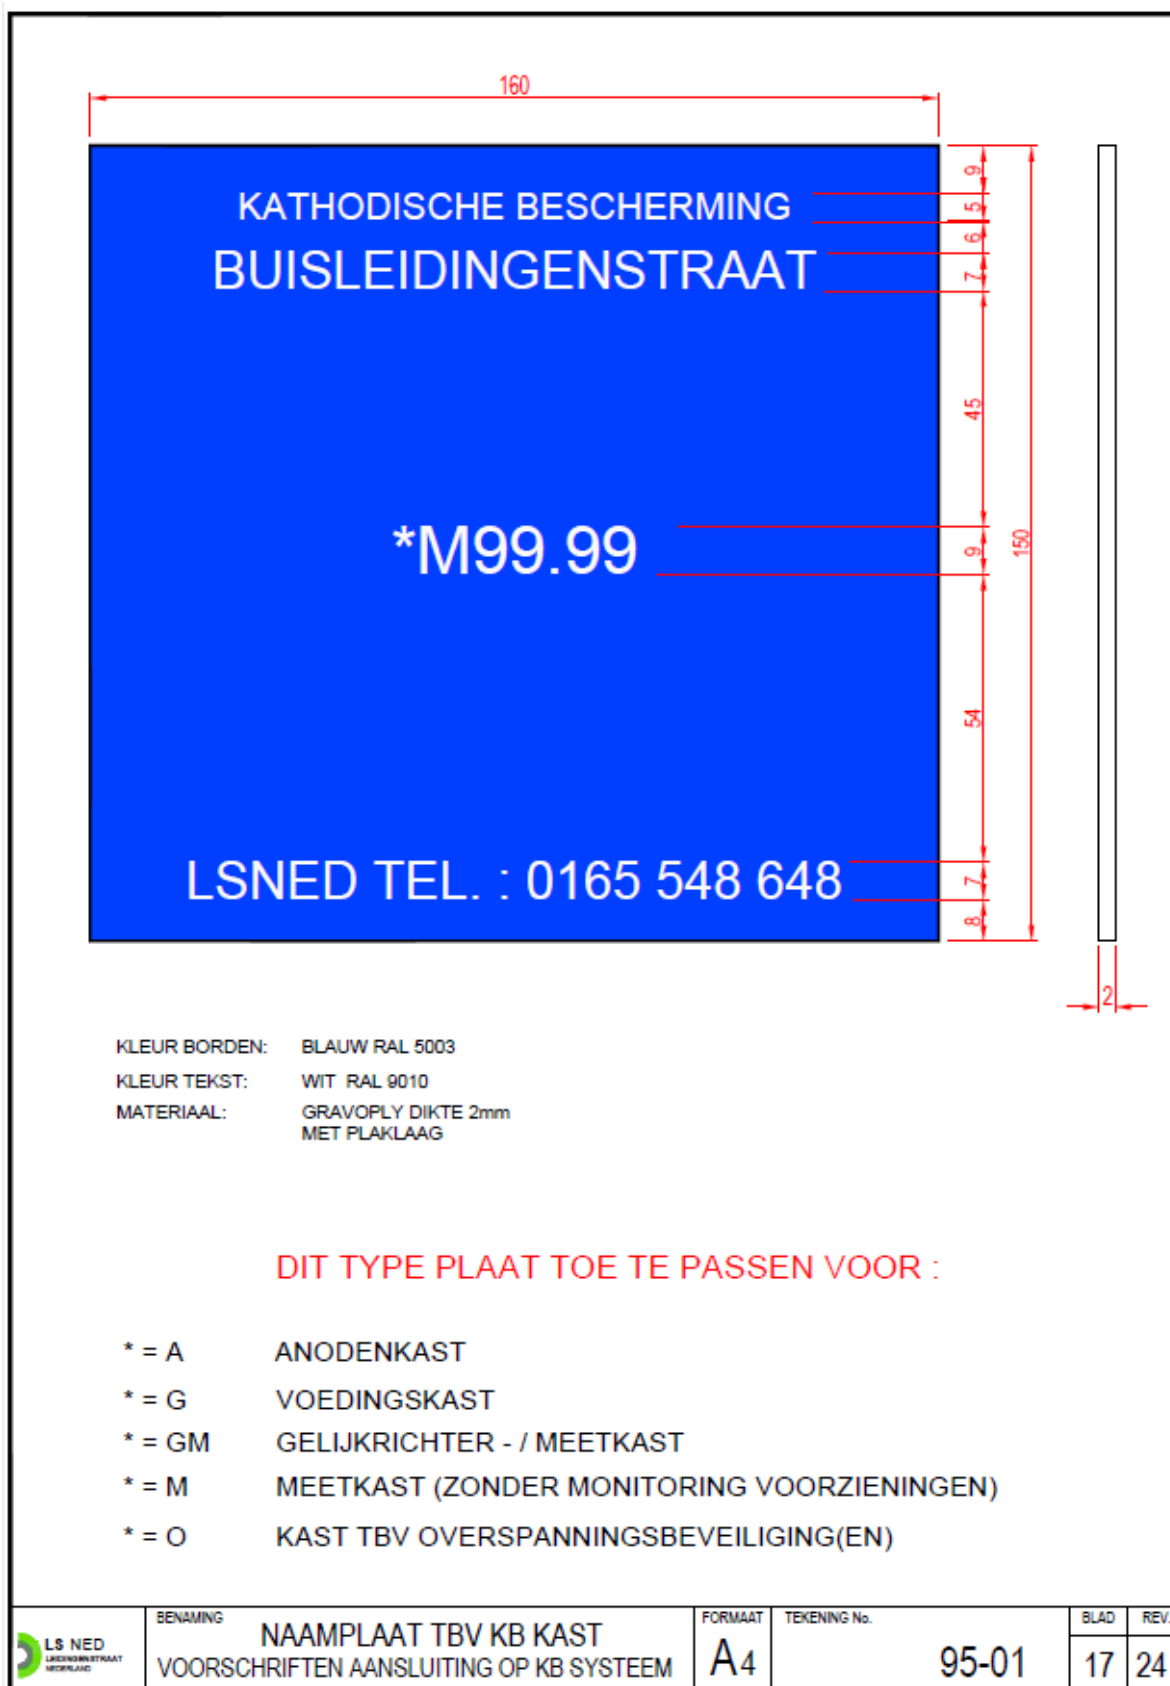 160
KATHODISCHE BESCHERMING
BUISLEIDINGENSTRAAT
*M99.99
LSNED TEL. : 0165 548 648
9
5
6
7
45
9
54
7
8
150
2
KLEUR BORDEN: BLAUW RAL 5003
KLEUR TEKST: WIT RAL 9010
MATERIAAL: GRAVOPLY DIKTE 2mm
MET PLAKLAAG
DIT TYPE PLAAT TOE TE PASSEN VOOR :
* = A ANODENKAST
* = G VOEDINGSKAST
* = GM GELIJKRICHTER - / MEETKAST
* = M MEETKAST (ZONDER MONITORING VOORZIENINGEN)
* = O KAST TBV OVERSPANNINGSBEVEILIGING(EN)
LS NED
LEIDINGENSTRAAT
NEDERLAND
BENAMING
NAAMPLAAT TBV KB KAST
VOORSCHRIFTEN AANSLUITING OP KB SYSTEEM
FORMAAT
A4
TEKENING No.
95-01
BLAD
17
REV.
24